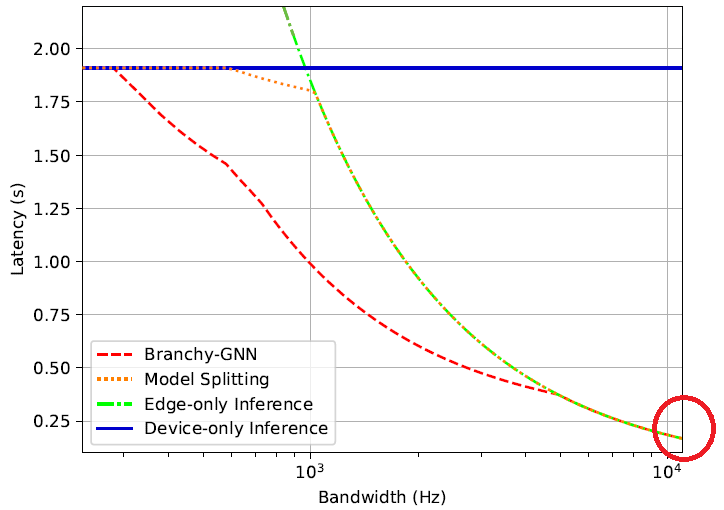 2.00
1.75
1.50
1.25
1.00
0.75
0.50
0.25
Latency (s)
Branchy-GNN
Model Splitting
Edge-only Inference
Device-only Inference
10³
10⁴
Bandwidth (Hz)